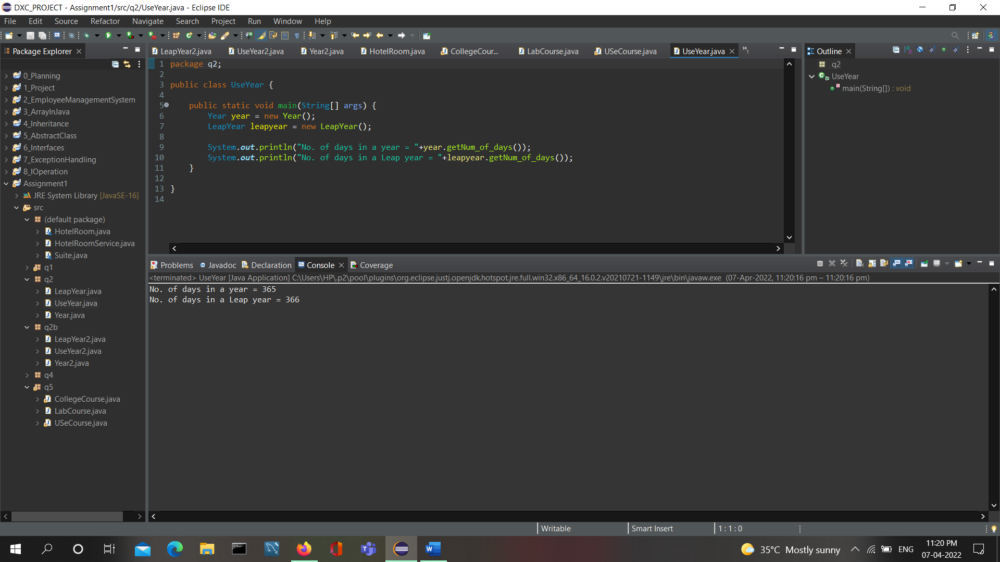 DXC_PROJECT - Assignment1/src/q2/UseYear.java - Eclipse IDE
File Edit Source Refactor Navigate Search Project Run Window Help
Package Explorer
0_Planning
1_Project
2_EmployeeManagementSystem
3_ArrayInJava
4_Inheritance
5_AbstractClass
6_Interfaces
7_ExceptionHandling
8_IOperation
Assignment1
JRE System Library [JavaSE-16]
src
(default package)
HotelRoom.java
HotelRoomService.java
Suite.java
q1
q2
LeapYear.java
UseYear.java
Year.java
q2b
LeapYear2.java
UseYear2.java
Year2.java
q4
q5
CollegeCourse.java
LabCourse.java
USeCourse.java
LeapYear2.java UseYear2.java Year2.java HotelRoom.java CollegeCour... LabCourse.java USeCourse.java UseYear.java »1
1 package q2;
2
3 public class UseYear {
4
5 public static void main(String[] args) {
6 Year year = new Year();
7 LeapYear leapyear = new LeapYear();
8
9 System.out.println("No. of days in a year = "+year.getNum_of_days());
10 System.out.println("No. of days in a Leap year = "+leapyear.getNum_of_days());
11 }
12
13 }
14
Outline
q2
UseYear
main(String[]) : void
Problems Javadoc Declaration Console Coverage
<terminated> UseYear [Java Application] C:\Users\HP\.p2\pool\plugins\org.eclipse.justj.openjdk.hotspot.jre.full.win32.x86_64_16.0.2.v20210721-1149\jre\bin\javaw.exe (07-Apr-2022, 11:20:16 pm – 11:20:16 pm)
No. of days in a year = 365
No. of days in a Leap year = 366
Writable Smart Insert 1 : 1 : 0
35°C Mostly sunny ENG 11:20 PM
07-04-2022